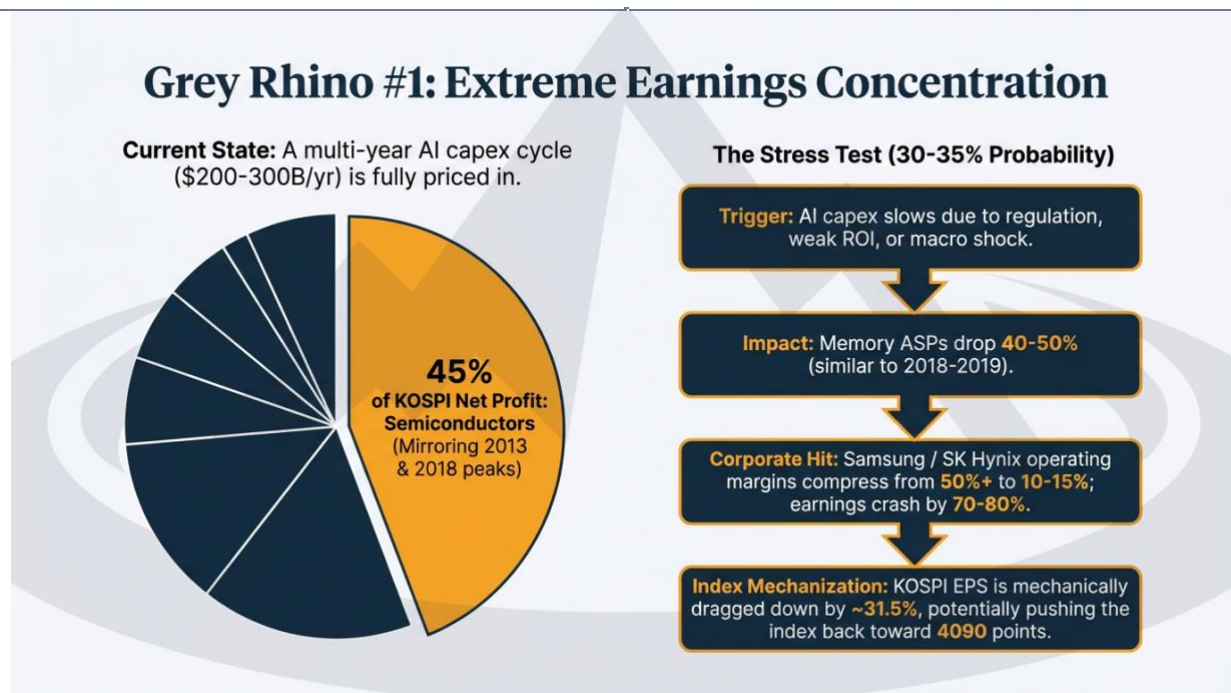 Grey Rhino #1: Extreme Earnings Concentration
Current State: A multi-year AI capex cycle
($200-300B/yr) is fully priced in.
45%
of KOSPI Net Profit:
Semiconductors
(Mirroring 2013
& 2018 peaks)
The Stress Test (30-35% Probability)
Trigger: AI capex slows due to regulation,
weak ROI, or macro shock.
Impact: Memory ASPs drop 40-50%
(similar to 2018-2019).
Corporate Hit: Samsung / SK Hynix operating
margins compress from 50%+ to 10-15%;
earnings crash by 70-80%.
Index Mechanization: KOSPI EPS is mechanically
dragged down by ~31.5%, potentially pushing the
index back toward 4090 points.